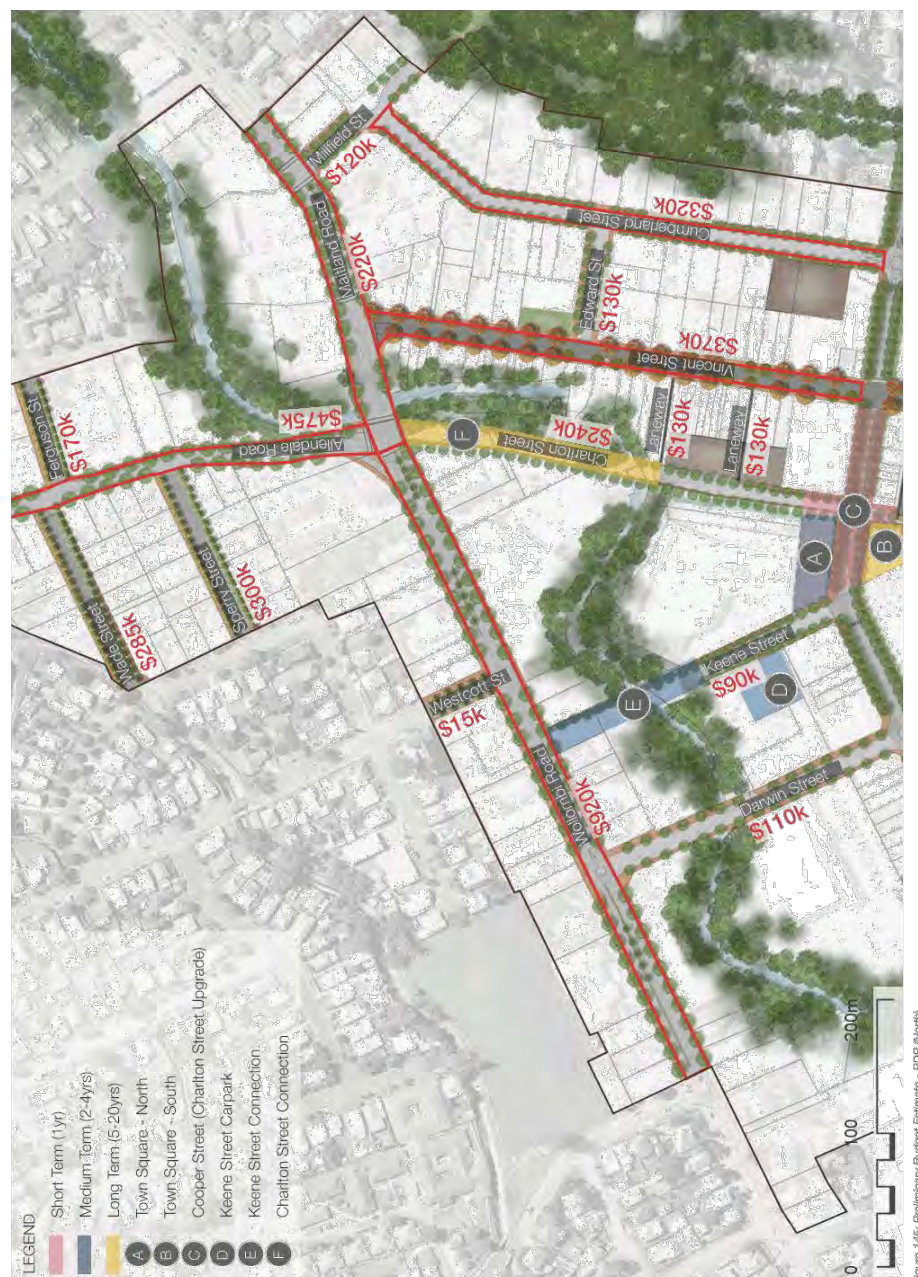 LEGEND
Short Term (1yr)
Medium Term (2-4yrs)
Long Term (5-20yrs)
A Town Square - North
B Town Square - South
C Cooper Street (Charlton Street Upgrade)
D Keene Street Carpark
E Keene Street Connection
F Charlton Street Connection
Ferguson St
$170k
Wade Street
$285k
$300k
Allendale Road
$475k
Maitland Road
$220k
Millfield St
$120k
Cumberland Street
$320k
Edward St
$130k
Vincent Street
$370k
Charlton Street
$240k
F
Laneway
$130k
Laneway
$130k
Westcott St
$15k
Wollombi Road
$920k
Keene Street
$90k
Darwin Street
$110k
A
B
C
D
E
0
100
200m
145: Preliminary Budget Estimate -